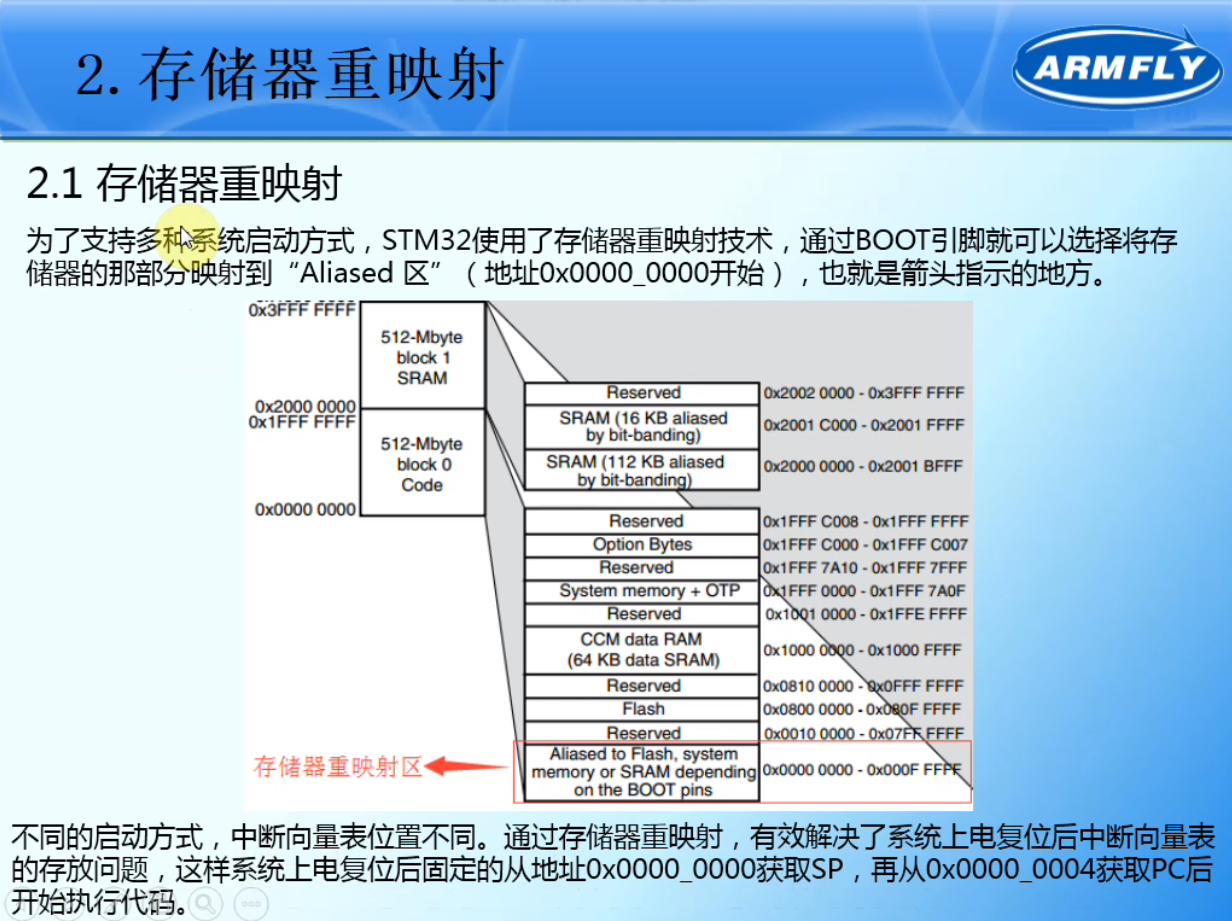 2.存储器重映射
ARMFLY
2.1 存储器重映射
为了支持多种系统启动方式，STM32使用了存储器重映射技术，通过BOOT引脚就可以选择将存
储器的那部分映射到“Aliased 区”（地址0x0000_0000开始），也就是箭头指示的地方。
0x3FFF FFFF
512-Mbyte
block 1
SRAM
0x2000 0000
0x1FFF FFFF
512-Mbyte
block 0
Code
0x0000 0000
Reserved 0x2002 0000 - 0x3FFF FFFF
SRAM (16 KB aliased
by bit-banding) 0x2001 C000 - 0x2001 FFFF
SRAM (112 KB aliased
by bit-banding) 0x2000 0000 - 0x2001 BFFF
Reserved 0x1FFF C008 - 0x1FFF FFFF
Option Bytes 0x1FFF C000 - 0x1FFF C007
Reserved 0x1FFF 7A10 - 0x1FFF 7FFF
System memory + OTP 0x1FFF 0000 - 0x1FFF 7A0F
Reserved 0x1001 0000 - 0x1FFE FFFF
CCM data RAM
(64 KB data SRAM) 0x1000 0000 - 0x1000 FFFF
Reserved 0x0810 0000 - 0x0FFF FFFF
Flash 0x0800 0000 - 0x080F FFFF
Reserved 0x0010 0000 - 0x07FF FFFF
存储器重映射区
Aliased to Flash, system
memory or SRAM depending
on the BOOT pins 0x0000 0000 - 0x000F FFFF
不同的启动方式，中断向量表位置不同。通过存储器重映射，有效解决了系统上电复位后中断向量表
的存放问题，这样系统上电复位后固定的从地址0x0000_0000获取SP，再从0x0000_0004获取PC后
开始执行代码。